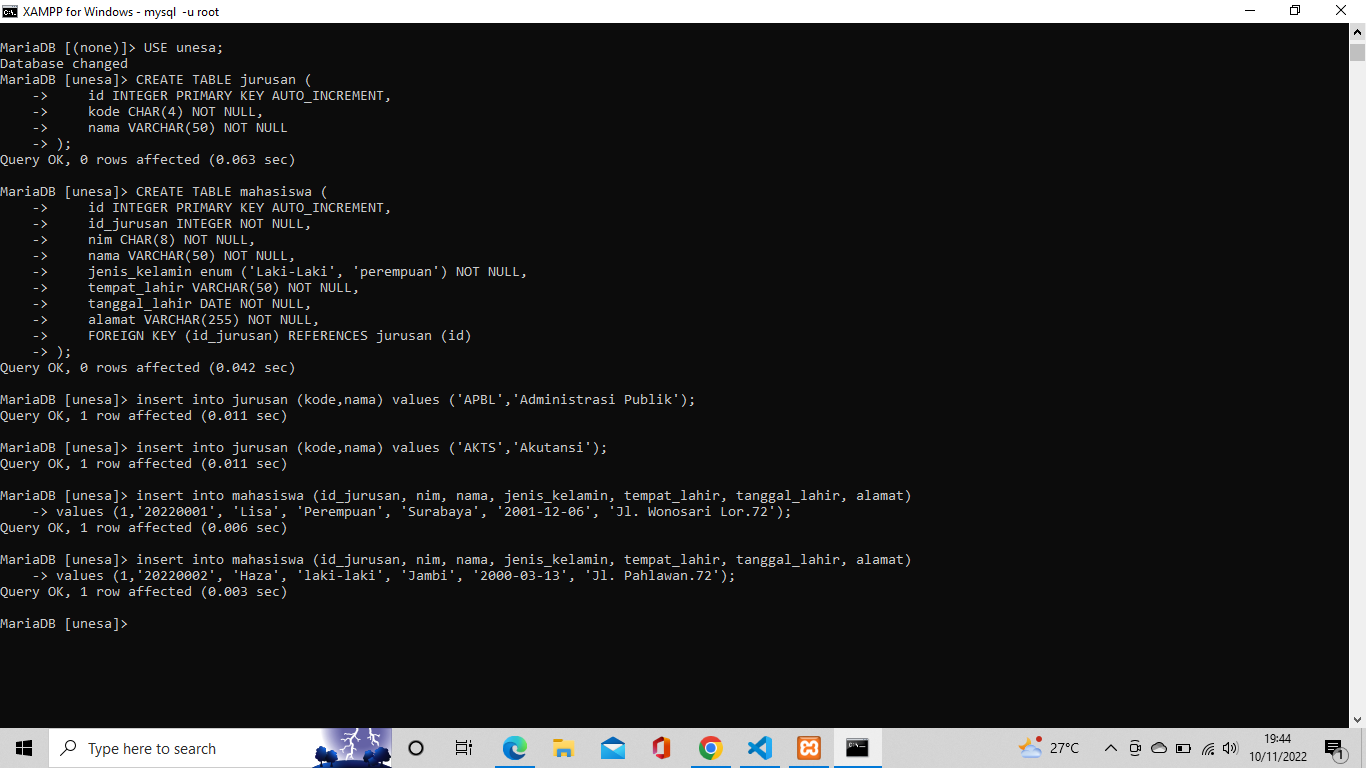 XAMPP for Windows - mysql  -u root
MariaDB [(none)]> USE unesa;
Database changed
MariaDB [unesa]> CREATE TABLE jurusan (
    ->     id INTEGER PRIMARY KEY AUTO_INCREMENT,
    ->     kode CHAR(4) NOT NULL,
    ->     nama VARCHAR(50) NOT NULL
    -> );
Query OK, 0 rows affected (0.063 sec)
MariaDB [unesa]> CREATE TABLE mahasiswa (
    ->     id INTEGER PRIMARY KEY AUTO_INCREMENT,
    ->     id_jurusan INTEGER NOT NULL,
    ->     nim CHAR(8) NOT NULL,
    ->     nama VARCHAR(50) NOT NULL,
    ->     jenis_kelamin enum ('Laki-Laki', 'perempuan') NOT NULL,
    ->     tempat_lahir VARCHAR(50) NOT NULL,
    ->     tanggal_lahir DATE NOT NULL,
    ->     alamat VARCHAR(255) NOT NULL,
    ->     FOREIGN KEY (id_jurusan) REFERENCES jurusan (id)
    -> );
Query OK, 0 rows affected (0.042 sec)
MariaDB [unesa]> insert into jurusan (kode,nama) values ('APBL','Administrasi Publik');
Query OK, 1 row affected (0.011 sec)
MariaDB [unesa]> insert into jurusan (kode,nama) values ('AKTS','Akutansi');
Query OK, 1 row affected (0.011 sec)
MariaDB [unesa]> insert into mahasiswa (id_jurusan, nim, nama, jenis_kelamin, tempat_lahir, tanggal_lahir, alamat)
    -> values (1,'20220001', 'Lisa', 'Perempuan', 'Surabaya', '2001-12-06', 'Jl. Wonosari Lor.72');
Query OK, 1 row affected (0.006 sec)
MariaDB [unesa]> insert into mahasiswa (id_jurusan, nim, nama, jenis_kelamin, tempat_lahir, tanggal_lahir, alamat)
    -> values (1,'20220002', 'Haza', 'laki-laki', 'Jambi', '2000-03-13', 'Jl. Pahlawan.72');
Query OK, 1 row affected (0.003 sec)
MariaDB [unesa]>
Type here to search
27°C
19:44
10/11/2022
1